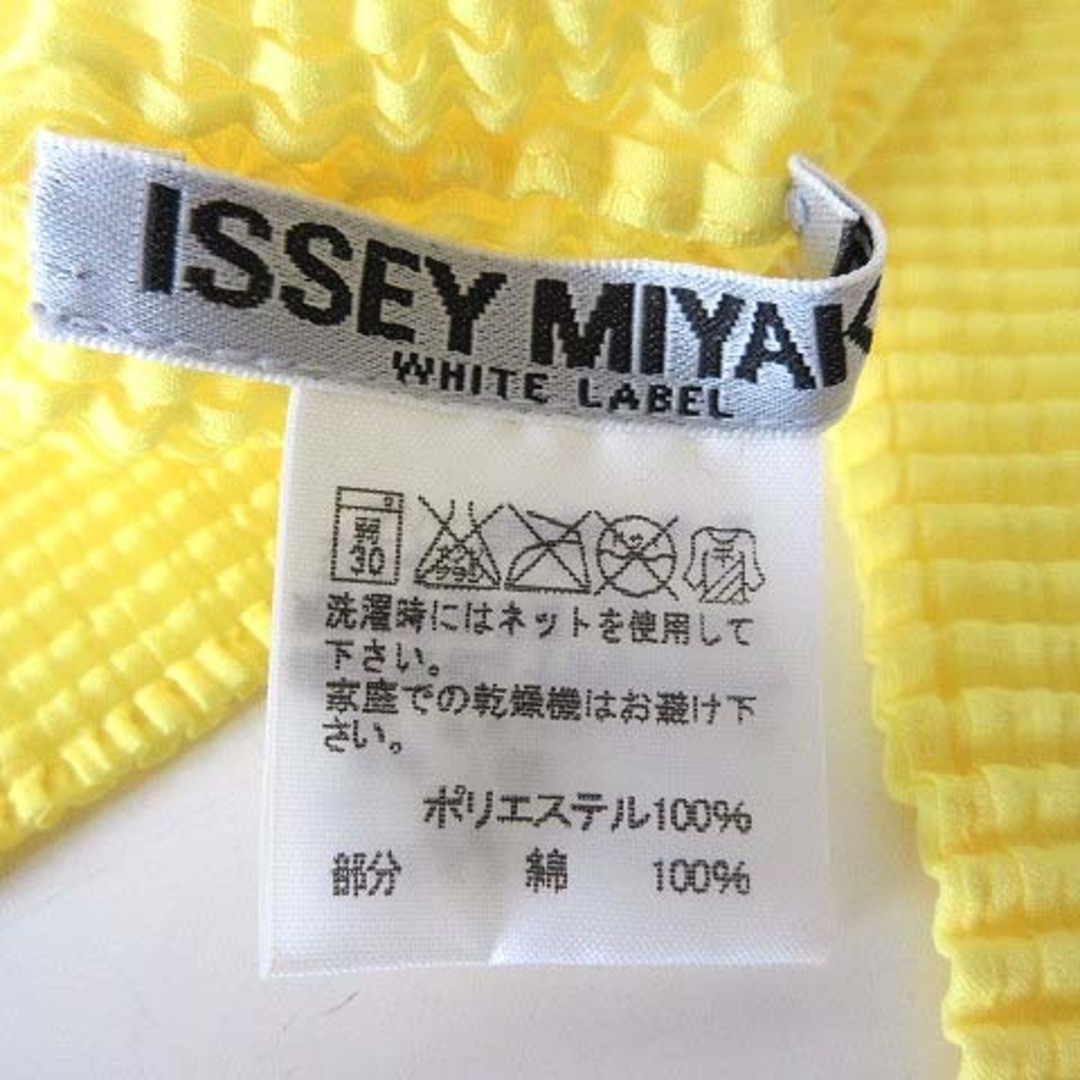 ISSEY MIYAK
WHITE LABEL
弱
30
洗濯時にはネットを使用して
下さい。
家庭での乾燥機はお避け下
さい。
ポリエステル100%
部分 綿 100%